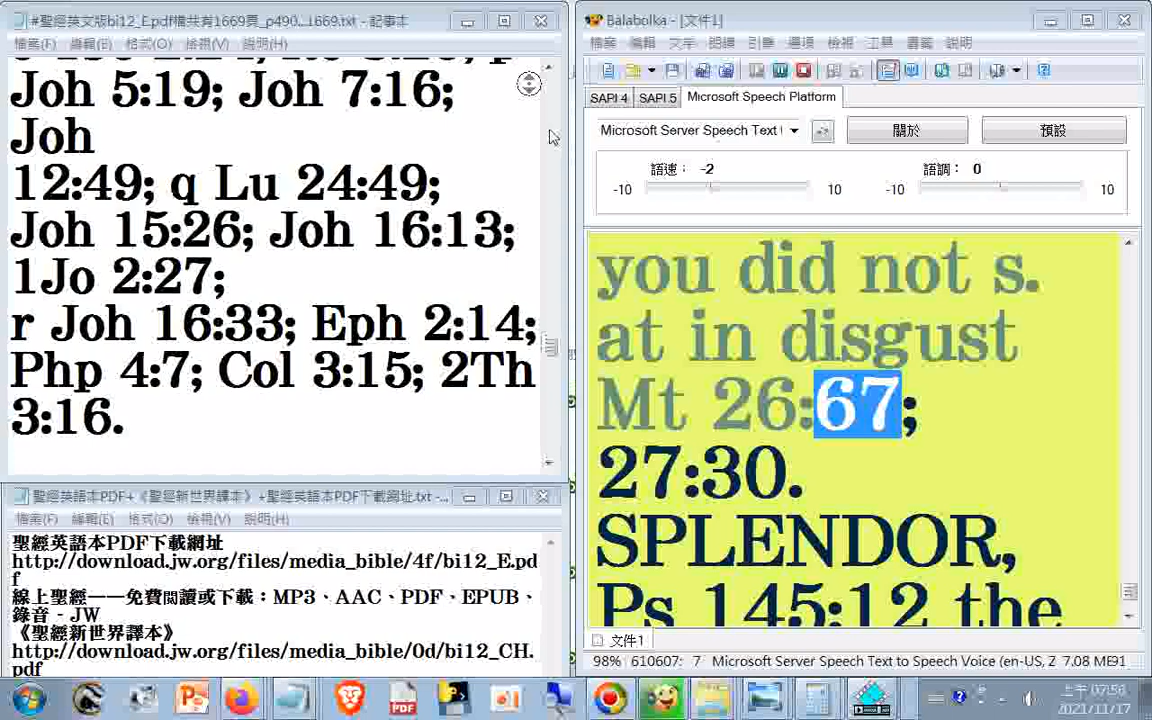 #聖經英文版bi12_E.pdf檔共有1669頁_p490...1669.txt - 記事本
檔案(F) 編輯(E) 格式(O) 檢視(V) 說明(H)
Joh 5:19; Joh 7:16;
Joh
12:49; q Lu 24:49;
Joh 15:26; Joh 16:13;
1Jo 2:27;
r Joh 16:33; Eph 2:14;
Php 4:7; Col 3:15; 2Th
3:16.
聖經英語本PDF+《聖經新世界譯本》+聖經英語本PDF下載網址.txt -...
檔案(F) 編輯(E) 格式(O) 檢視(V) 說明(H)
聖經英語本PDF下載網址
http://download.jw.org/files/media_bible/4f/bi12_E.pd
f
線上聖經——免費閱讀或下載：MP3、AAC、PDF、EPUB、
錄音 - JW
《聖經新世界譯本》
http://download.jw.org/files/media_bible/0d/bi12_CH.
pdf
Balabolka - [文件1]
檔案 編輯 文字 朗讀 引擎 選項 檢視 工具 書籤 說明
SAPI 4 SAPI 5 Microsoft Speech Platform
Microsoft Server Speech Text 關於 預設
語速： -2 語調： 0
-10 10 -10 10
you did not s.
at in disgust
Mt 26:67;
27:30.
SPLENDOR,
Ps 145:12 the
文件1
98% 610607: 7 Microsoft Server Speech Text to Speech Voice (en-US, Z 7.08 ME91
PDF
上午 07:56
2021/11/17